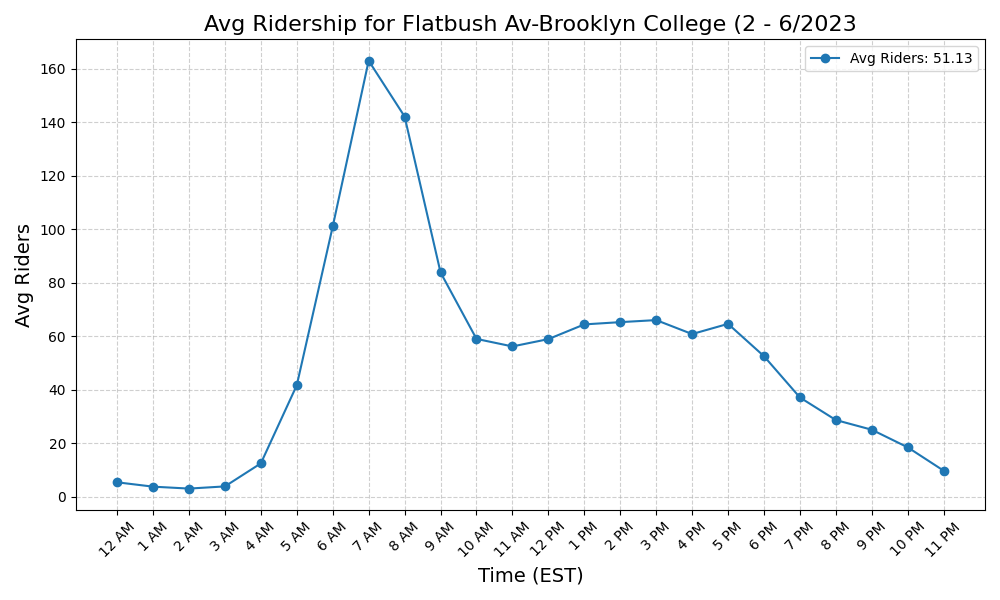 Avg Ridership for Flatbush Av-Brooklyn College (2 - 6/2023
Avg Riders: 51.13
Avg Riders
160
140
120
100
80
60
40
20
0
12 AM
1 AM
2 AM
3 AM
4 AM
5 AM
6 AM
7 AM
8 AM
9 AM
10 AM
11 AM
12 PM
1 PM
2 PM
3 PM
4 PM
5 PM
6 PM
7 PM
8 PM
9 PM
10 PM
11 PM
Time (EST)